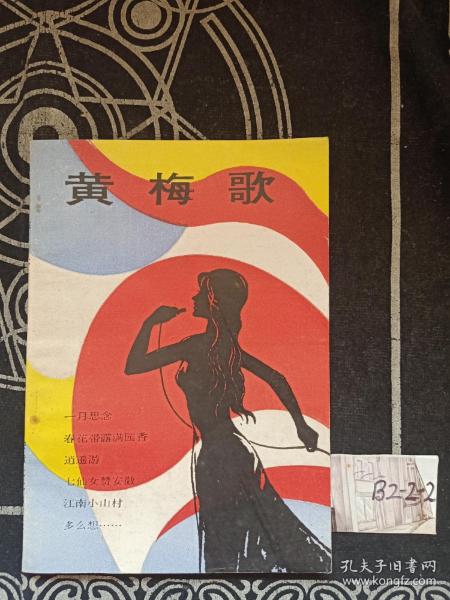 黄梅歌
一月思念
春花带露满园香
逍遥游
七仙女赞安徽
江南小山村
多么想……
B2-2-2
孔夫子旧书网
www.kongfz.com